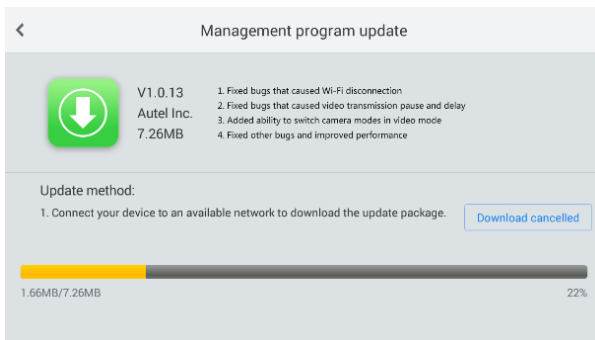 Management program update
V1.0.13
Autel Inc.
7.26MB
1. Fixed bugs that caused Wi-Fi disconnection
2. Fixed bugs that caused video transmission pause and delay
3. Added ability to switch camera modes in video mode
4. Fixed other bugs and improved performance
Update method:
1. Connect your device to an available network to download the update package.
Download cancelled
1.66MB/7.26MB
22%